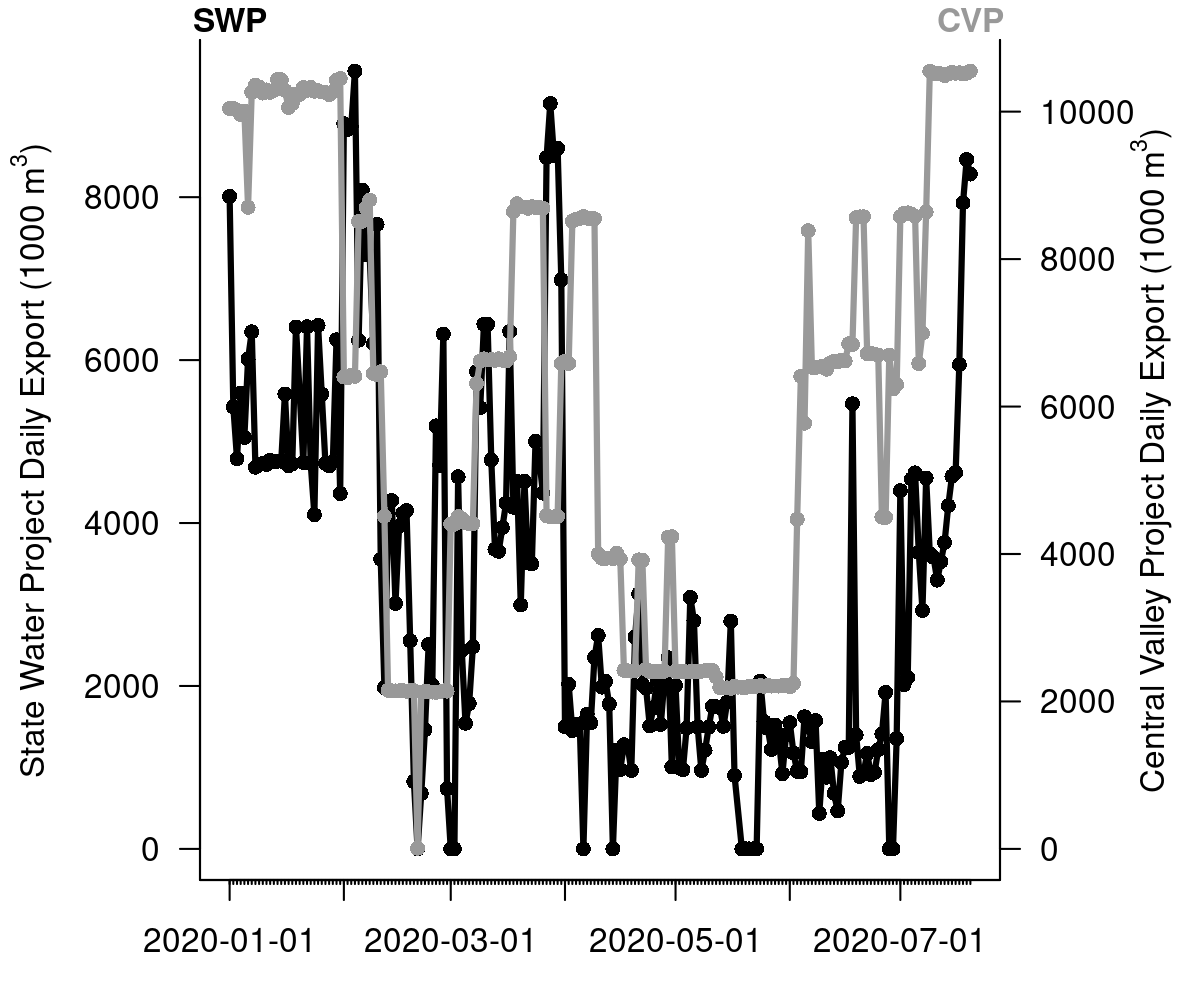 SWP
CVP
State Water Project Daily Export (1000 m³)
8000
6000
4000
2000
0
10000
8000
6000
4000
2000
0
Central Valley Project Daily Export (1000 m³)
2020-01-01 2020-03-01 2020-05-01 2020-07-01